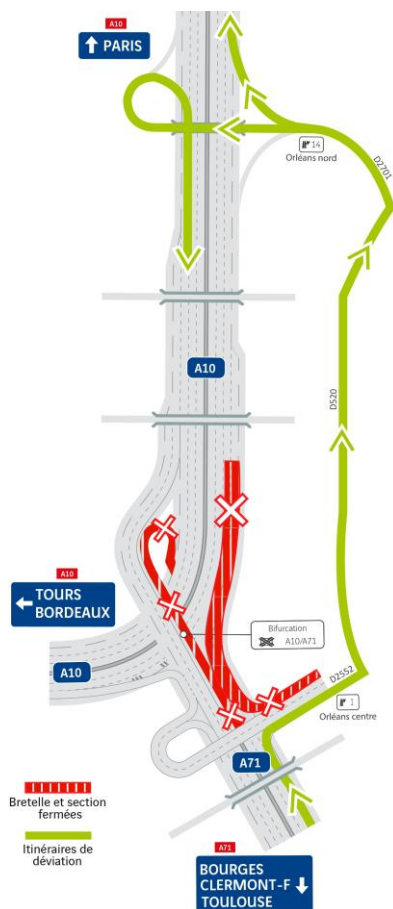 A10
PARIS
14
Orléans nord
D2701
A10
D520
A10
TOURS
BORDEAUX
Bifurcation
A10/A71
A10
D2552
1
Orléans centre
A71
Bretelle et section
fermées
Itinéraires de
déviation
A71
BOURGES
CLERMONT-F
TOULOUSE